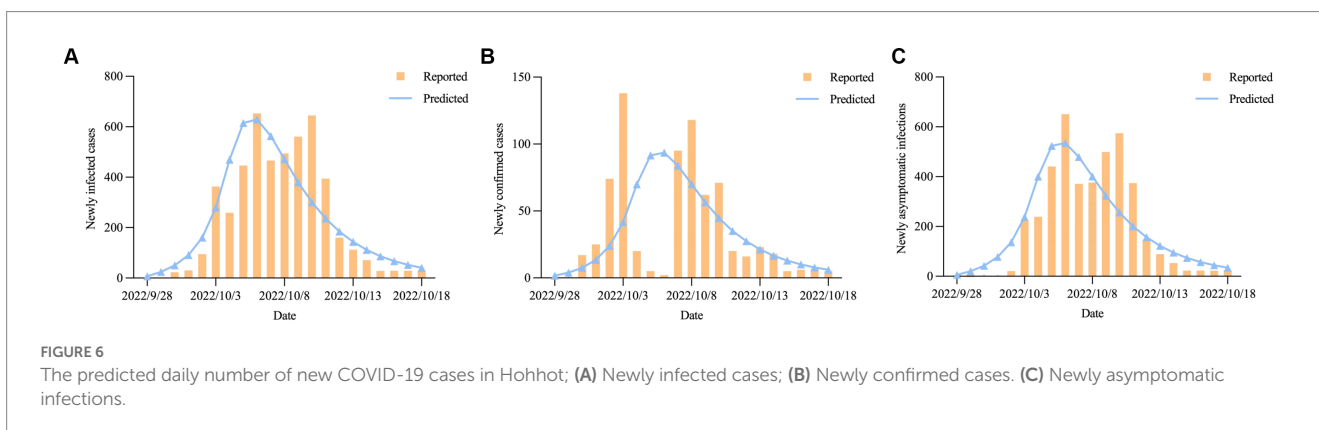 A
800
600
400
200
0
Newly infected cases
Reported
Predicted
2022/9/28 2022/10/3 2022/10/8 2022/10/13 2022/10/18
Date
B
150
100
50
0
Newly confirmed cases
Reported
Predicted
2022/9/28 2022/10/3 2022/10/8 2022/10/13 2022/10/18
Date
C
800
600
400
200
0
Newly asymptomatic infections
Reported
Predicted
2022/9/28 2022/10/3 2022/10/8 2022/10/13 2022/10/18
Date
FIGURE 6
The predicted daily number of new COVID-19 cases in Hohhot; (A) Newly infected cases; (B) Newly confirmed cases. (C) Newly asymptomatic
infections.